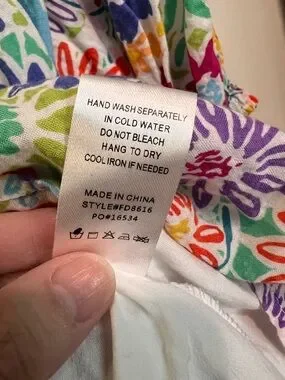 HAND WASH SEPARATELY
IN COLD WATER
DO NOT BLEACH
HANG TO DRY
COOL IRON IF NEEDED
MADE IN CHINA
STYLE#FD8616
PO#16534